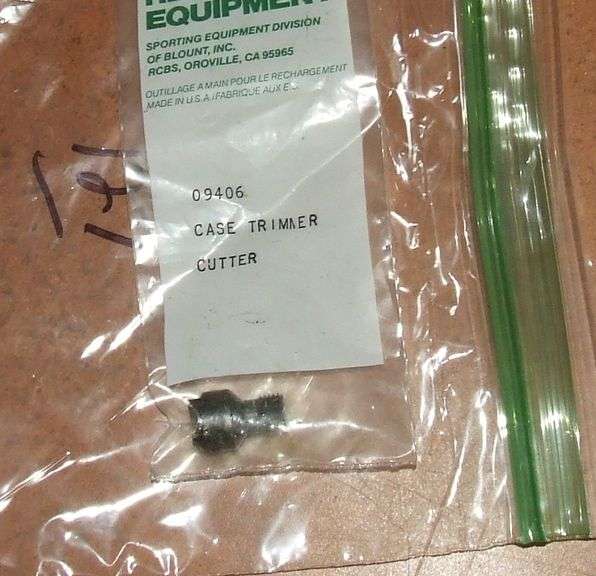 EQUIPMENT
SPORTING EQUIPMENT DIVISION
OF BLOUNT, INC.
RCBS, OROVILLE, CA 95965
OUTILLAGE A MAIN POUR LE RECHARGEMENT
MADE IN U.S.A./FABRIQUE AUX E.
09406
CASE TRIMMER
CUTTER